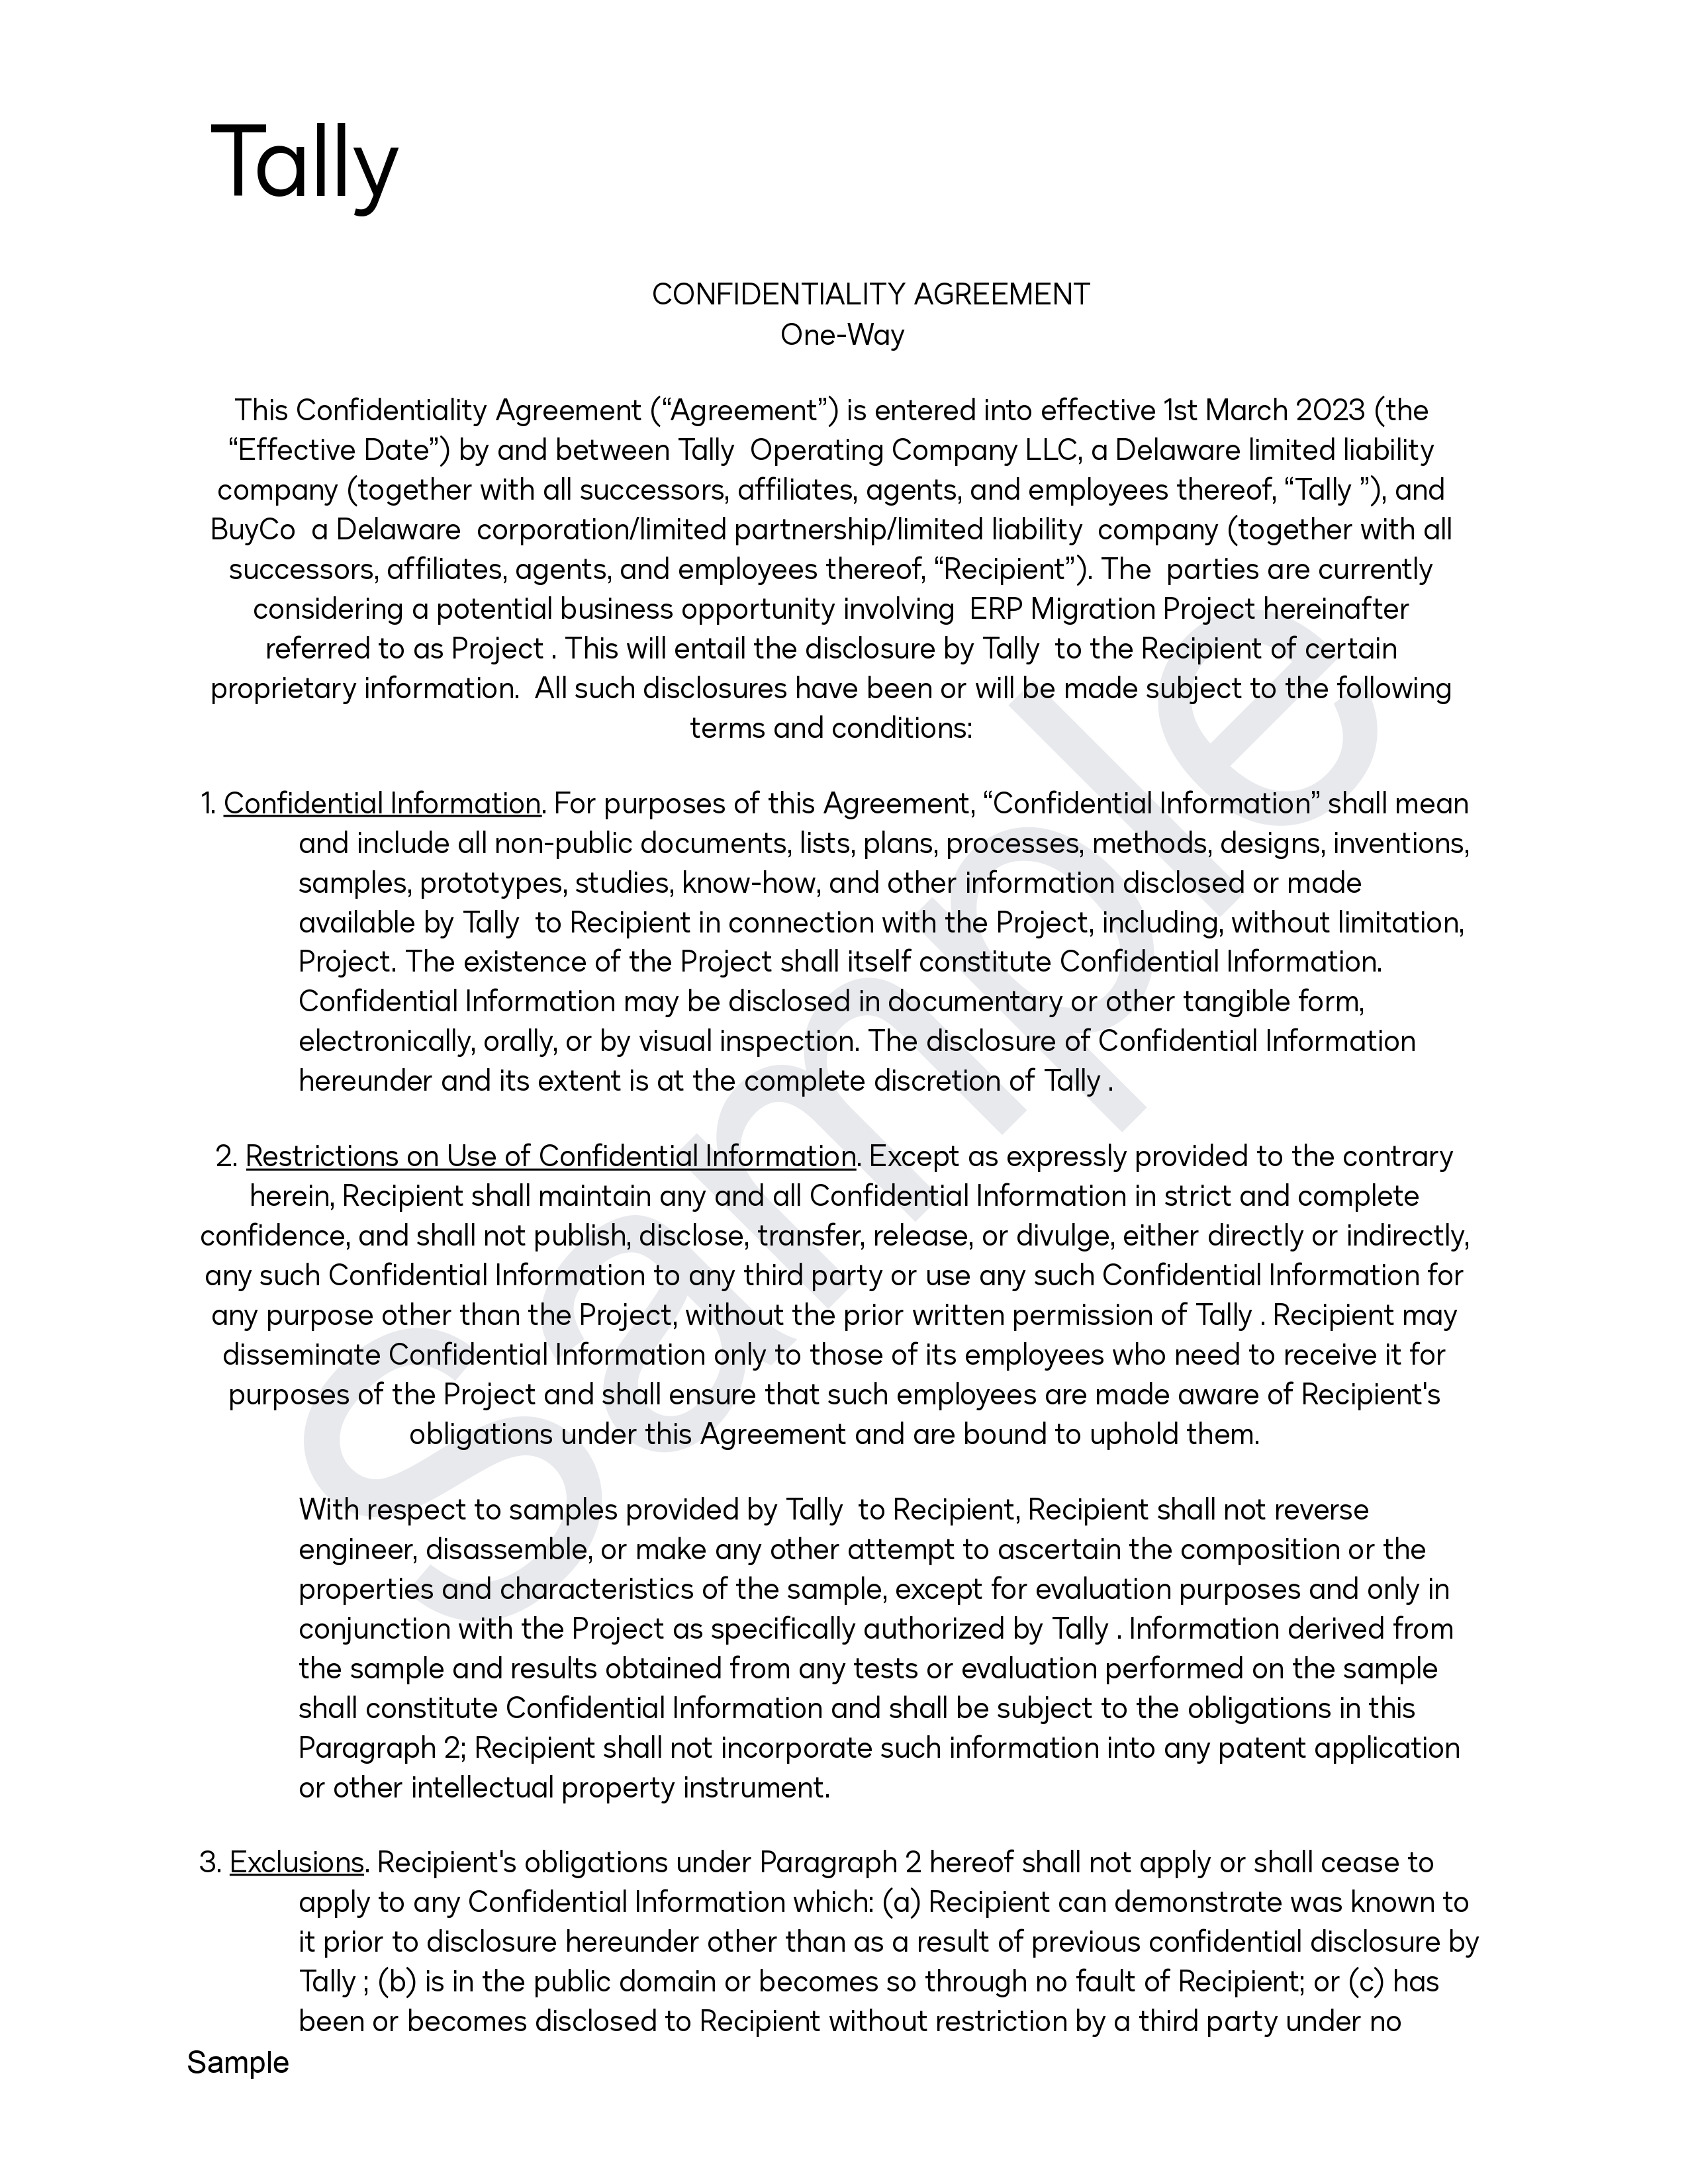 Tally
CONFIDENTIALITY AGREEMENT
One-Way
This Confidentiality Agreement (“Agreement”) is entered into effective 1st March 2023 (the
“Effective Date”) by and between Tally  Operating Company LLC, a Delaware limited liability
company (together with all successors, affiliates, agents, and employees thereof, “Tally ”), and
BuyCo  a Delaware  corporation/limited partnership/limited liability  company (together with all
successors, affiliates, agents, and employees thereof, “Recipient”). The  parties are currently
considering a potential business opportunity involving  ERP Migration Project hereinafter
referred to as Project . This will entail the disclosure by Tally  to the Recipient of certain
proprietary information.  All such disclosures have been or will be made subject to the following
terms and conditions:
1. Confidential Information. For purposes of this Agreement, “Confidential Information” shall mean
and include all non-public documents, lists, plans, processes, methods, designs, inventions,
samples, prototypes, studies, know-how, and other information disclosed or made
available by Tally  to Recipient in connection with the Project, including, without limitation,
Project. The existence of the Project shall itself constitute Confidential Information.
Confidential Information may be disclosed in documentary or other tangible form,
electronically, orally, or by visual inspection. The disclosure of Confidential Information
hereunder and its extent is at the complete discretion of Tally .
2. Restrictions on Use of Confidential Information. Except as expressly provided to the contrary
herein, Recipient shall maintain any and all Confidential Information in strict and complete
confidence, and shall not publish, disclose, transfer, release, or divulge, either directly or indirectly,
any such Confidential Information to any third party or use any such Confidential Information for
any purpose other than the Project, without the prior written permission of Tally . Recipient may
disseminate Confidential Information only to those of its employees who need to receive it for
purposes of the Project and shall ensure that such employees are made aware of Recipient's
obligations under this Agreement and are bound to uphold them.
With respect to samples provided by Tally  to Recipient, Recipient shall not reverse
engineer, disassemble, or make any other attempt to ascertain the composition or the
properties and characteristics of the sample, except for evaluation purposes and only in
conjunction with the Project as specifically authorized by Tally . Information derived from
the sample and results obtained from any tests or evaluation performed on the sample
shall constitute Confidential Information and shall be subject to the obligations in this
Paragraph 2; Recipient shall not incorporate such information into any patent application
or other intellectual property instrument.
3. Exclusions. Recipient's obligations under Paragraph 2 hereof shall not apply or shall cease to
apply to any Confidential Information which: (a) Recipient can demonstrate was known to
it prior to disclosure hereunder other than as a result of previous confidential disclosure by
Tally ; (b) is in the public domain or becomes so through no fault of Recipient; or (c) has
been or becomes disclosed to Recipient without restriction by a third party under no
Sample
Sample